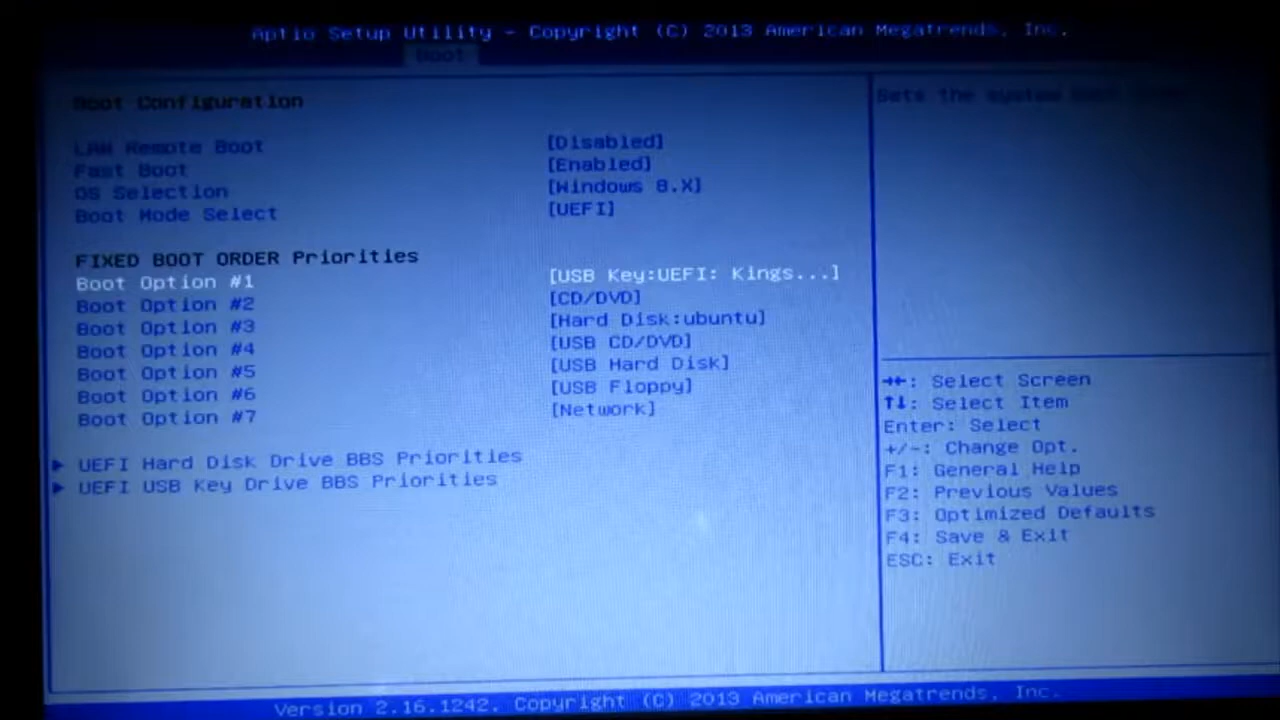 Aptio Setup Utility - Copyright (C) 2013 American Megatrends, Inc.
Boot
Boot Configuration
Sets the system
LAN Remote Boot [Disabled]
Fast Boot [Enabled]
OS Selection [Windows 8.X]
Boot Mode Select [UEFI]
FIXED BOOT ORDER Priorities
Boot Option #1 [USB Key:UEFI: Kings...]
Boot Option #2 [CD/DVD]
Boot Option #3 [Hard Disk:ubuntu]
Boot Option #4 [USB CD/DVD]
Boot Option #5 [USB Hard Disk]
Boot Option #6 [USB Floppy]
Boot Option #7 [Network]
UEFI Hard Disk Drive BBS Priorities
UEFI USB Key Drive BBS Priorities
→←: Select Screen
↑↓: Select Item
Enter: Select
+/-: Change Opt.
F1: General Help
F2: Previous Values
F3: Optimized Defaults
F4: Save & Exit
ESC: Exit
Version 2.16.1242. Copyright (C) 2013 American Megatrends, Inc.